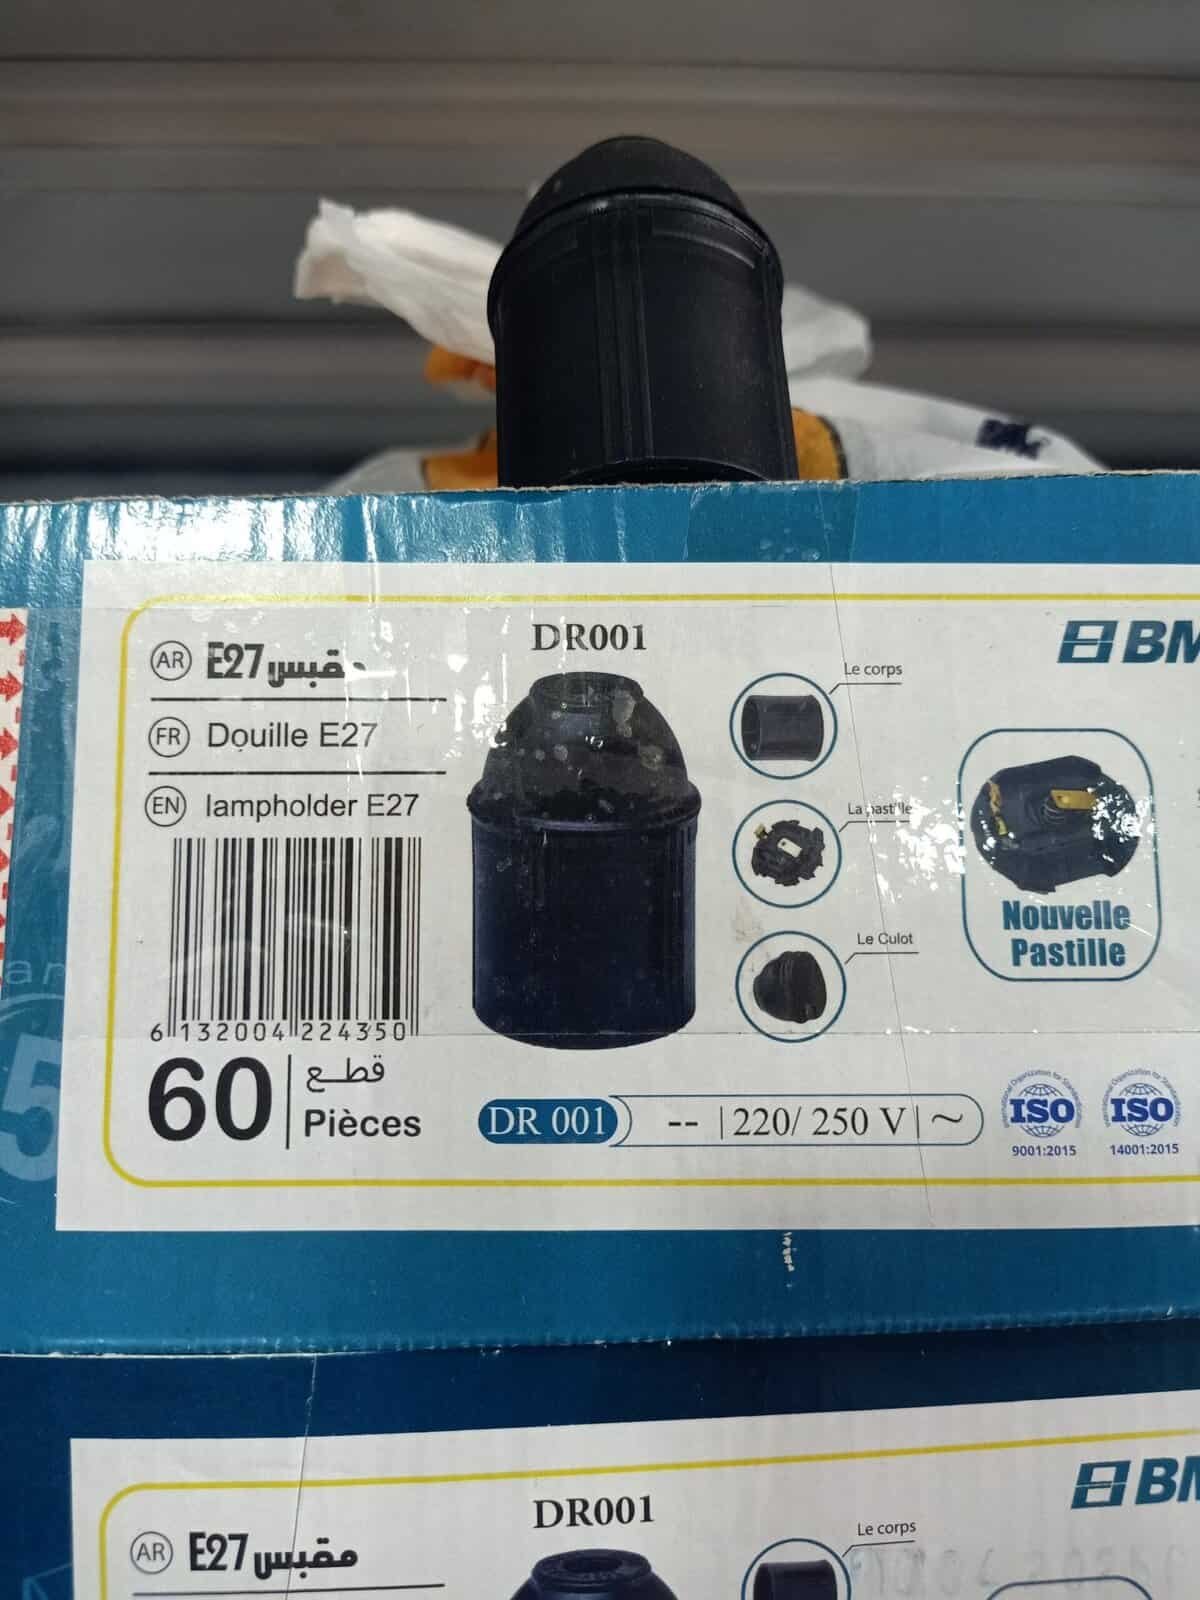 DR001
BM
AR مقبس E27
FR Douille E27
EN lampholder E27
Le corps
La pastille
Le Culot
Nouvelle
Pastille
6 132004 224350
60 قطع
Pièces
DR 001 -- | 220/ 250 V | ~
ISO
9001:2015
ISO
14001:2015
5
DR001
BM
AR مقبس E27
Le corps